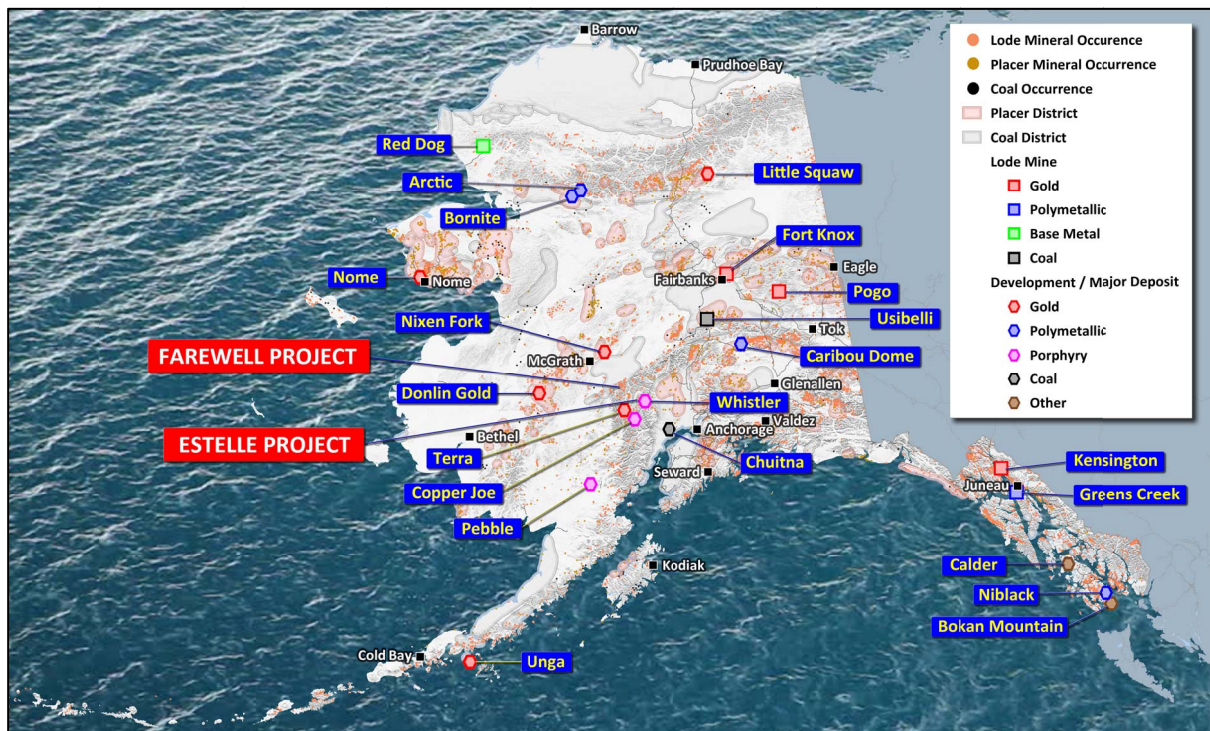 Barrow
Prudhoe Bay
Red Dog
Arctic
Bornite
Little Squaw
Fort Knox
Nome
Nome
Fairbanks
Eagle
Pogo
Nixen Fork
Usibelli
Tok
FAREWELL PROJECT
McGrath
Caribou Dome
Donlin Gold
Glenallen
Whistler
ESTELLE PROJECT
Bethel
Anchorage
Valdez
Terra
Chuitna
Seward
Copper Joe
Pebble
Kensington
Juneau
Greens Creek
Kodiak
Calder
Niblack
Bokan Mountain
Cold Bay
Unga
Lode Mineral Occurence
Placer Mineral Occurrence
Coal Occurrence
Placer District
Coal District
Lode Mine
Gold
Polymetallic
Base Metal
Coal
Development / Major Deposit
Gold
Polymetallic
Porphyry
Coal
Other